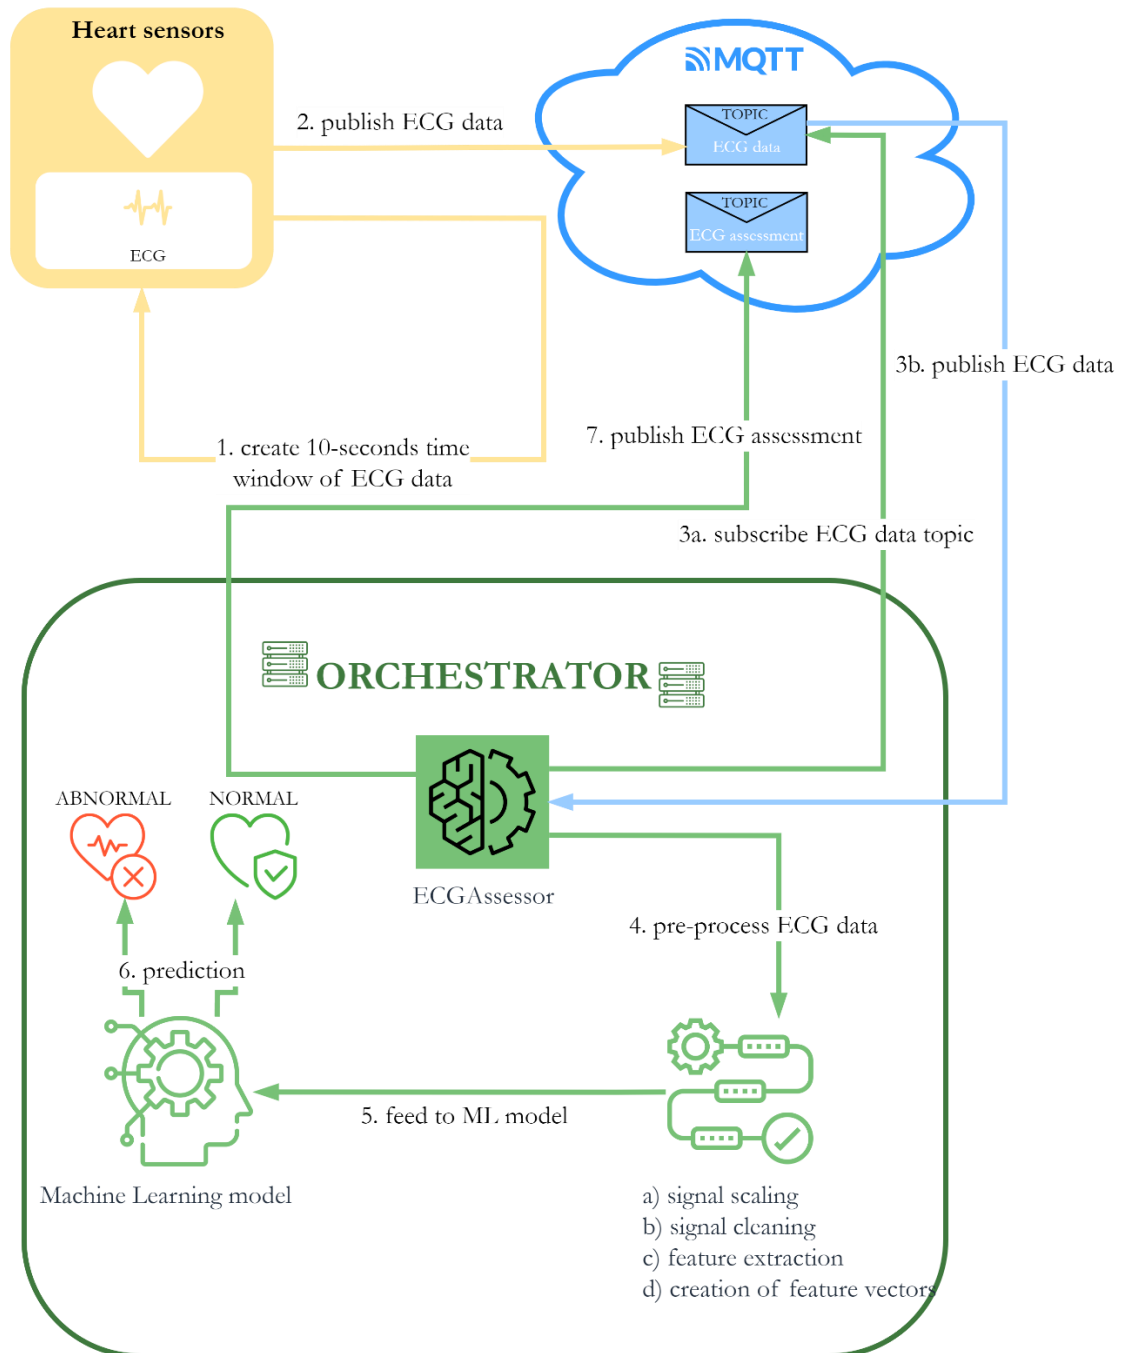 Heart sensors
MQTT
2. publish ECG data
TOPIC
ECG data
TOPIC
ECG assessment
ECG
3b. publish ECG data
7. publish ECG assessment
1. create 10-seconds time
window of ECG data
3a. subscribe ECG data topic
ORCHESTRATOR
ABNORMAL
NORMAL
ECGAssessor
4. pre-process ECG data
6. prediction
5. feed to ML model
Machine Learning model
a) signal scaling
b) signal cleaning
c) feature extraction
d) creation of feature vectors